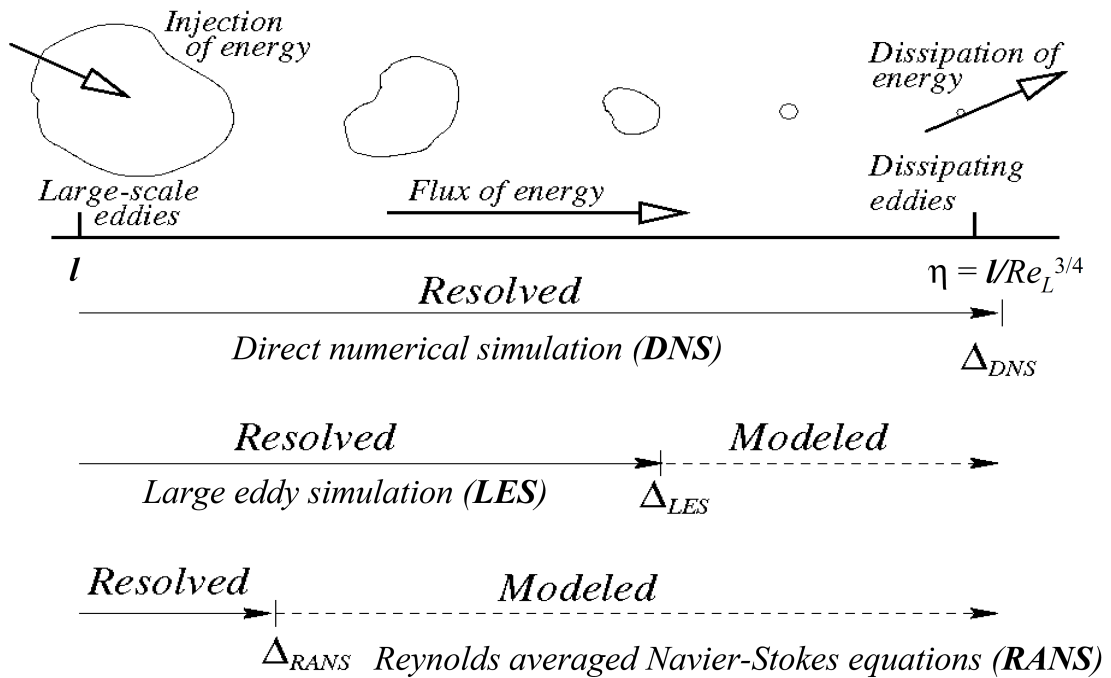 Injection
of energy
Dissipation of
energy
Large-scale
eddies
Flux of energy
Dissipating
eddies
l
η = l/Re_L^3/4
Resolved
Direct numerical simulation (DNS)
Δ_DNS
Resolved
Modeled
Large eddy simulation (LES)
Δ_LES
Resolved
Modeled
Δ_RANS
Reynolds averaged Navier-Stokes equations (RANS)